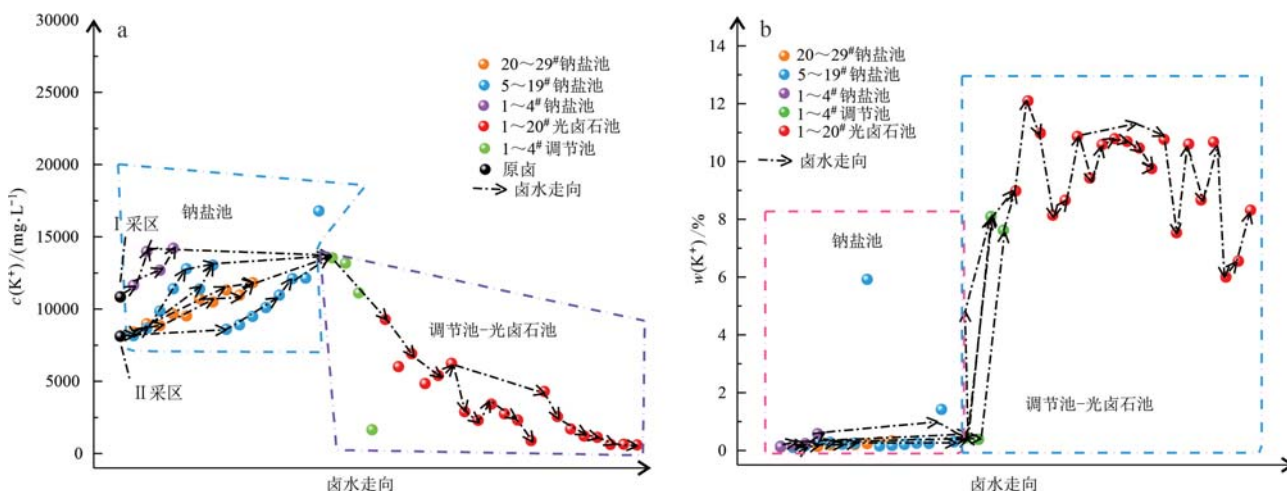 a
c(K⁺)/(mg·L⁻¹)
30000
25000
20000
15000
10000
5000
0
20～29#钠盐池
5～19#钠盐池
1～4#钠盐池
1～20#光卤石池
1～4#调节池
原卤
卤水走向
钠盐池
Ⅰ采区
Ⅱ采区
调节池-光卤石池
卤水走向
b
w(K⁺)/%
14
12
10
8
6
4
2
0
20～29#钠盐池
5～19#钠盐池
1～4#钠盐池
1～4#调节池
1～20#光卤石池
卤水走向
钠盐池
调节池-光卤石池
卤水走向